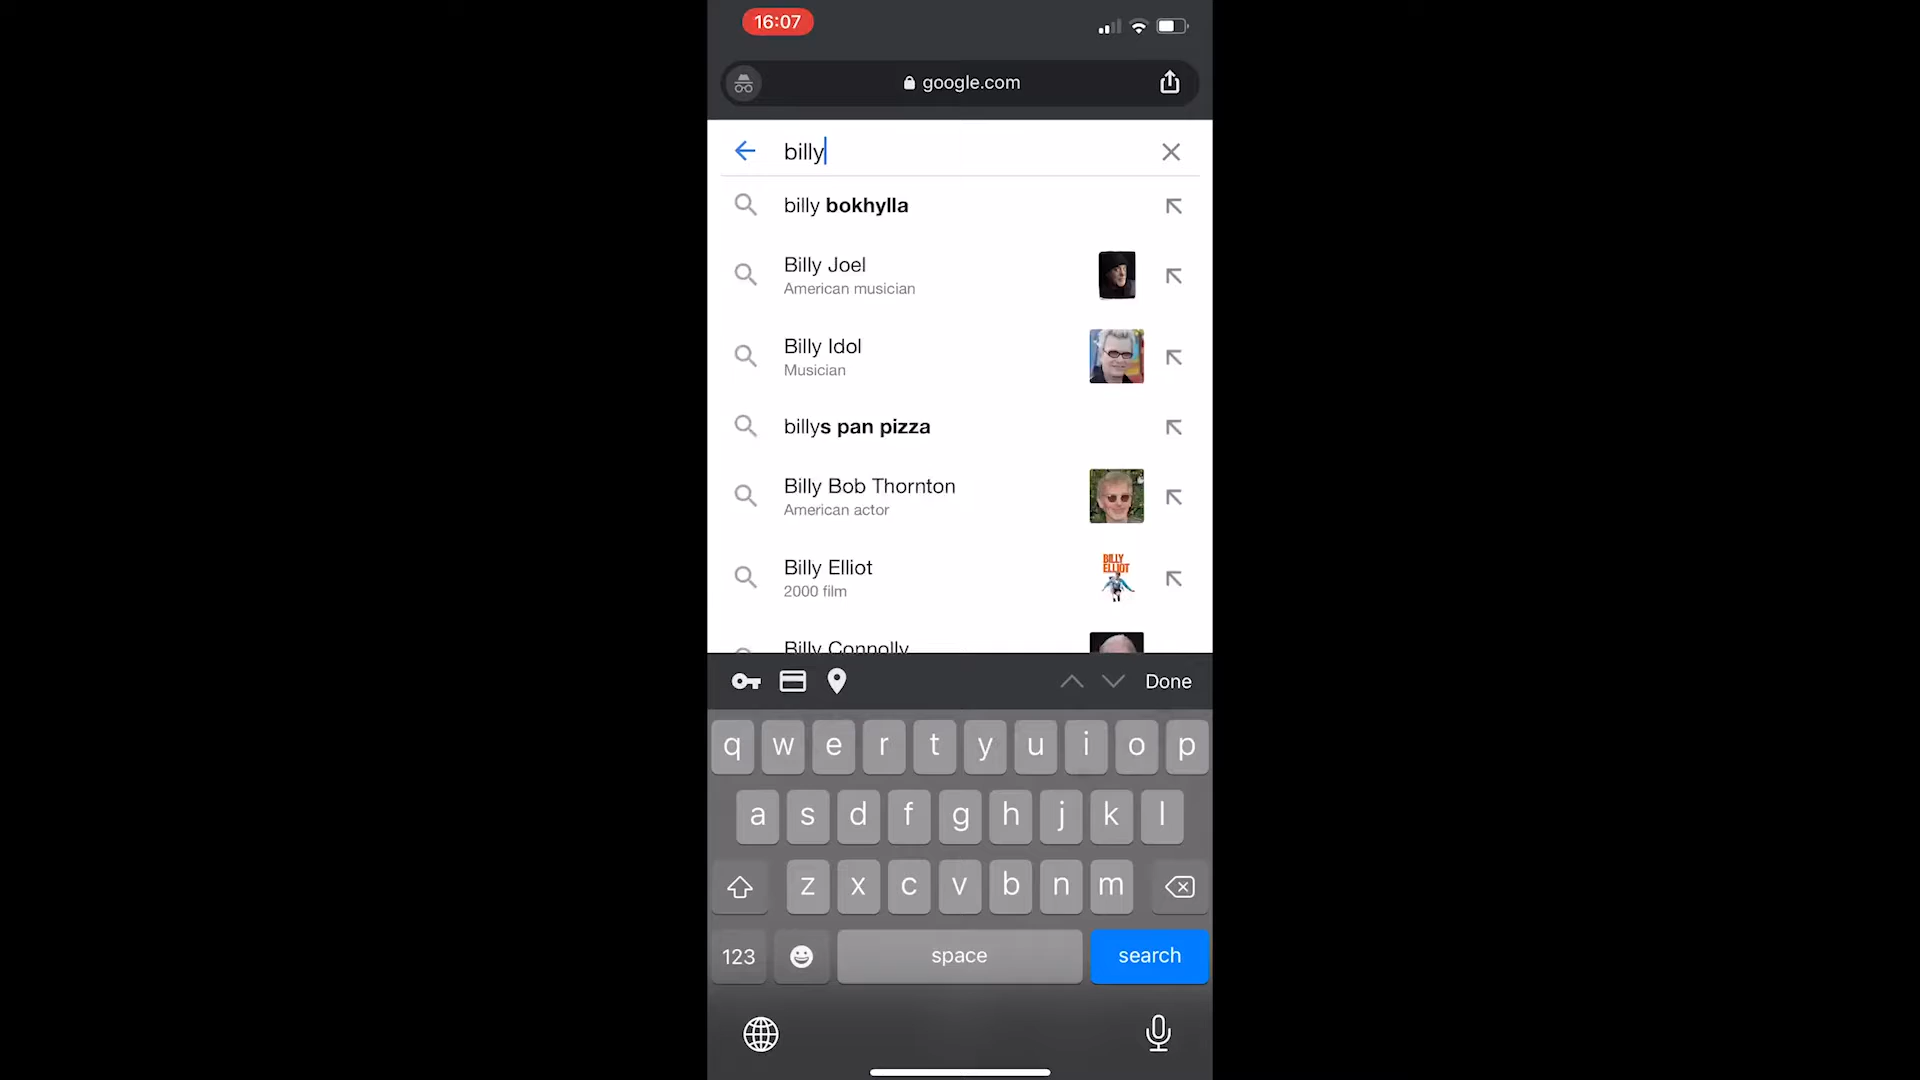 16:07
google.com
billy
billy bokhylla
Billy Joel
American musician
Billy Idol
Musician
billys pan pizza
Billy Bob Thornton
American actor
BILLY
ELLIOT
Billy Elliot
2000 film
Billy Connolly
Done
q w e r t y u i o p
a s d f g h j k l
z x c v b n m
123 space search